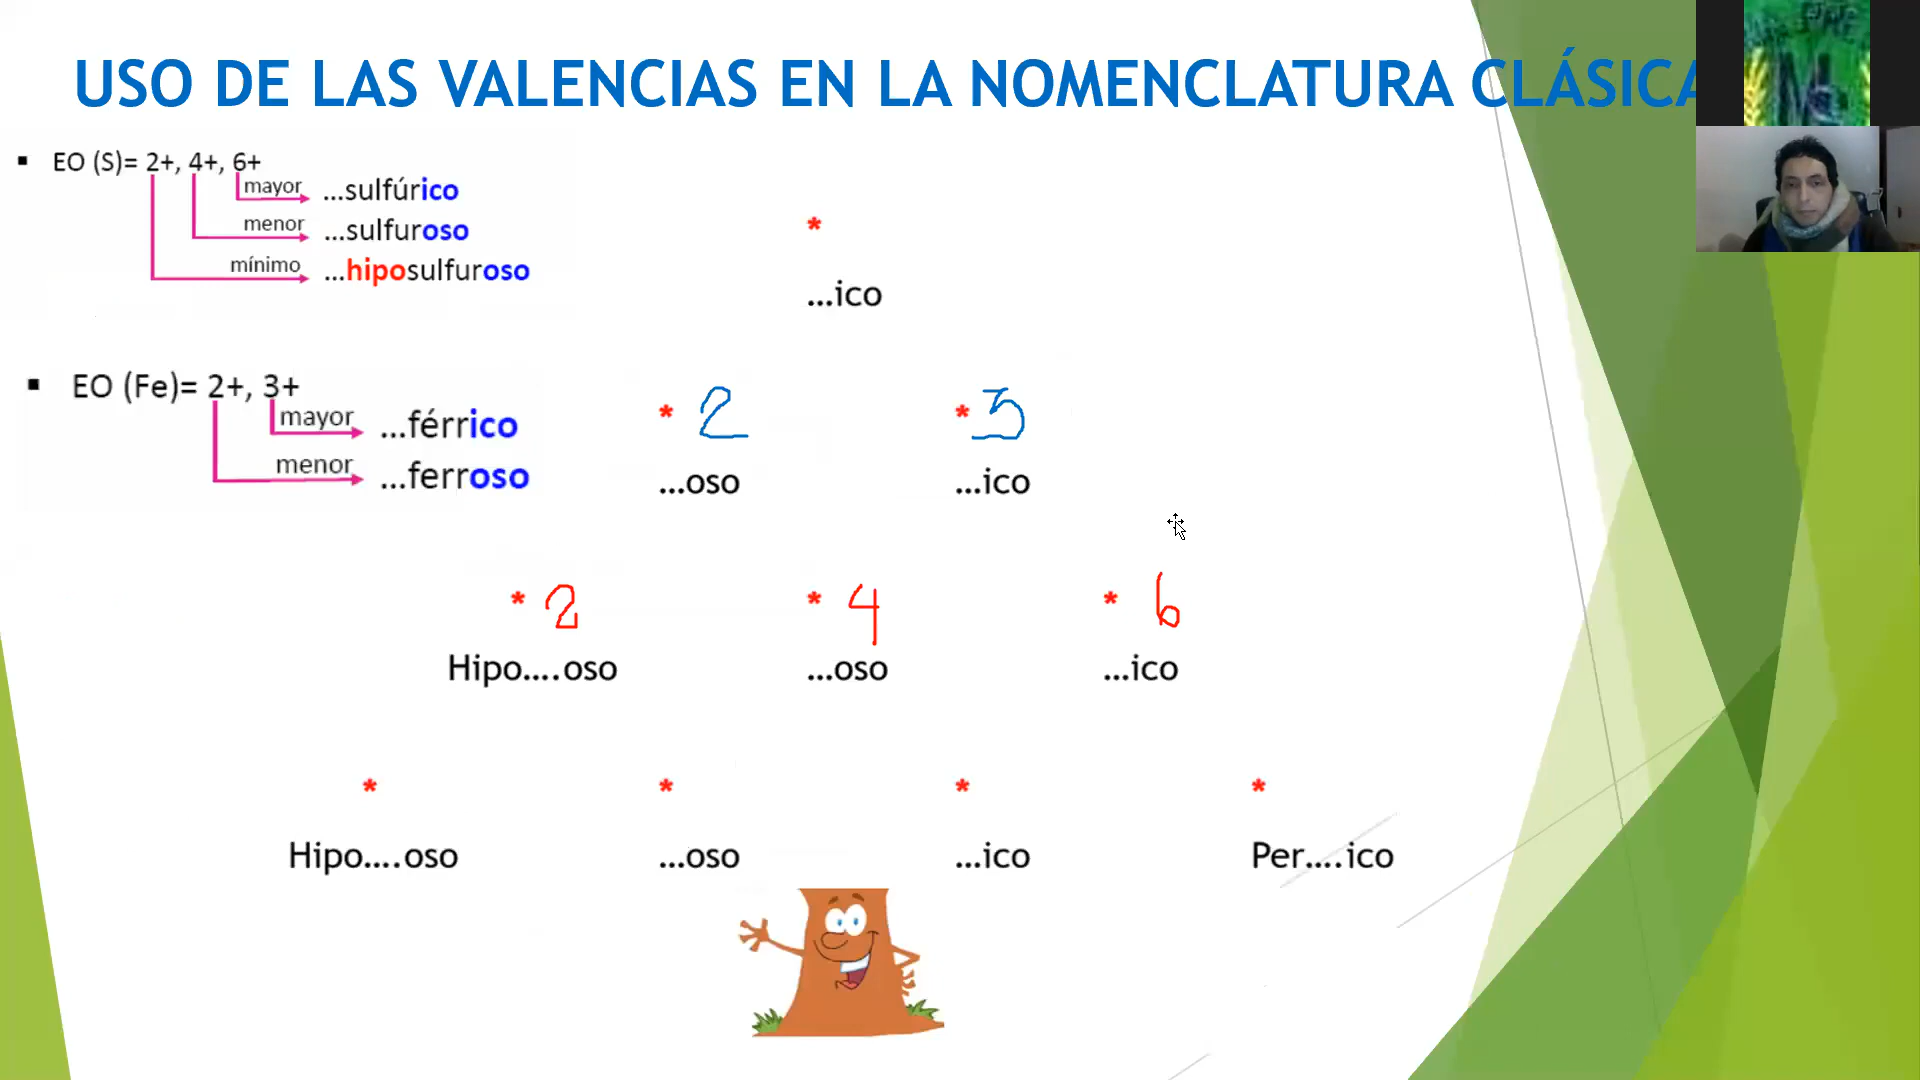 USO DE LAS VALENCIAS EN LA NOMENCLATURA CLÁSICA
▪ EO (S)= 2+, 4+, 6+
mayor ...sulfúrico
menor ...sulfuroso
mínimo ...hiposulfuroso
*
...ico
▪ EO (Fe)= 2+, 3+
mayor ...férrico
menor ...ferroso
* 2 * 3
...oso ...ico
* 2 * 4 * 6
Hipo....oso ...oso ...ico
* * * *
Hipo....oso ...oso ...ico Per....ico